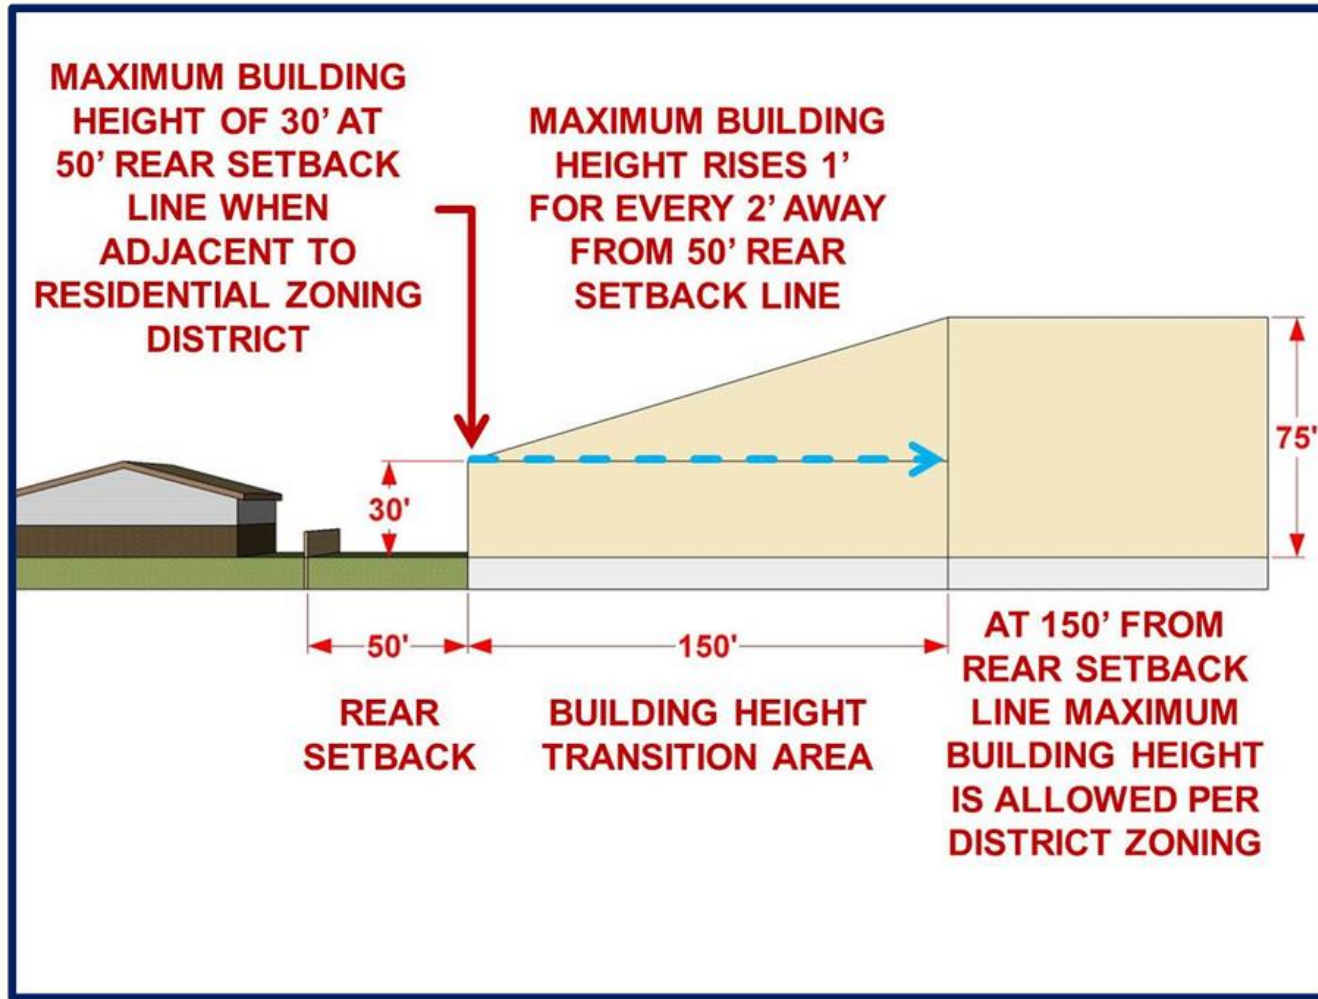 MAXIMUM BUILDING
HEIGHT OF 30’ AT
50’ REAR SETBACK
LINE WHEN
ADJACENT TO
RESIDENTIAL ZONING
DISTRICT
MAXIMUM BUILDING
HEIGHT RISES 1’
FOR EVERY 2’ AWAY
FROM 50’ REAR
SETBACK LINE
75'
30'
50'
150'
REAR
SETBACK
BUILDING HEIGHT
TRANSITION AREA
AT 150’ FROM
REAR SETBACK
LINE MAXIMUM
BUILDING HEIGHT
IS ALLOWED PER
DISTRICT ZONING